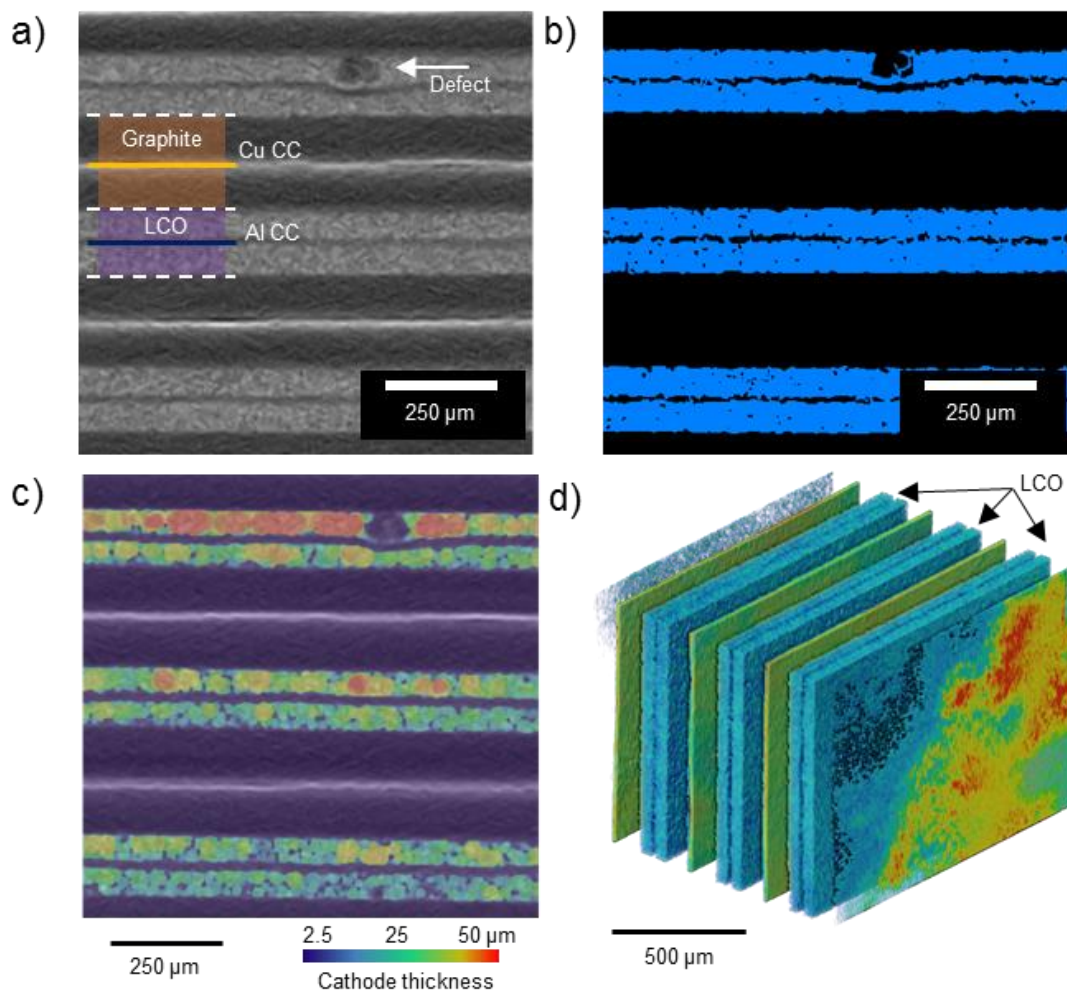 a)
Defect
Graphite
Cu CC
LCO
Al CC
250 µm
b)
250 µm
c)
2.5 25 50 µm
Cathode thickness
250 µm
d)
LCO
500 µm